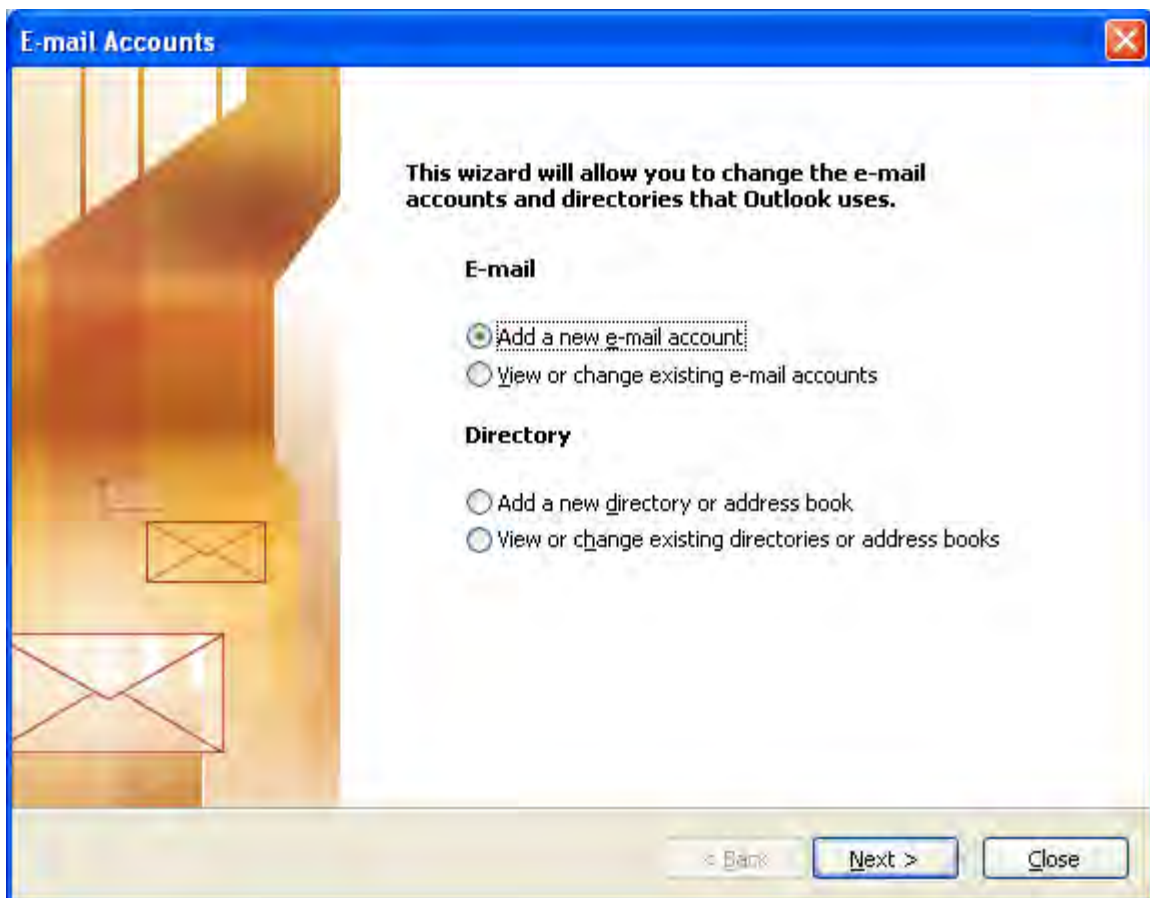 E-mail Accounts
This wizard will allow you to change the e-mail
accounts and directories that Outlook uses.
E-mail
Add a new e-mail account
View or change existing e-mail accounts
Directory
Add a new directory or address book
View or change existing directories or address books
< Back
Next >
Close